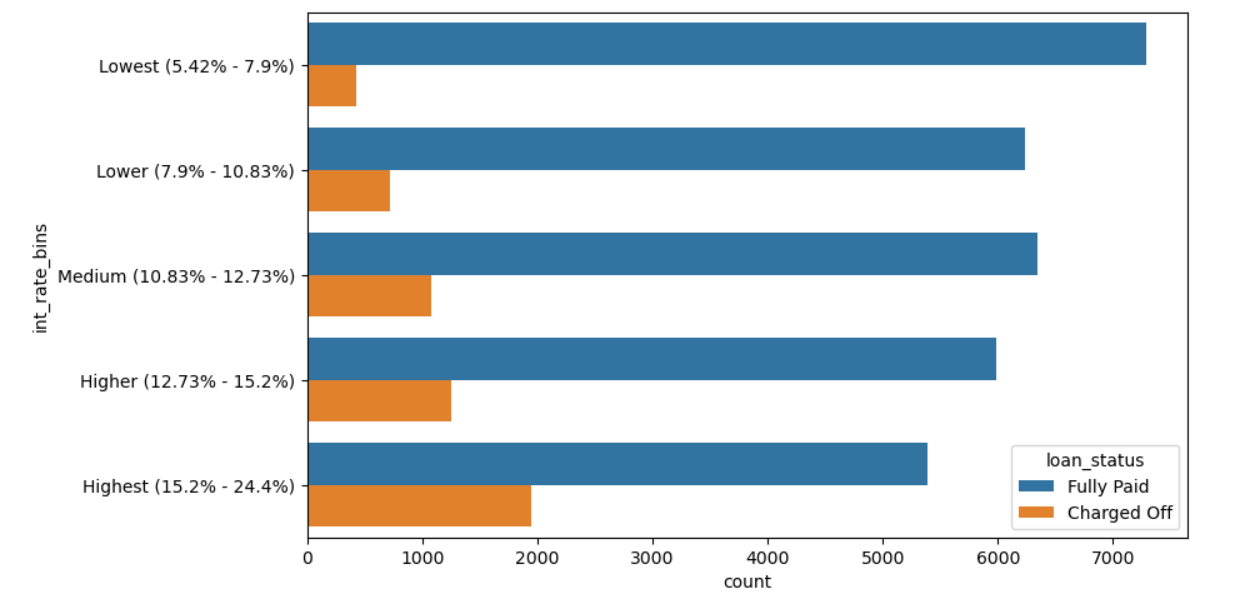 Lowest (5.42% - 7.9%)
Lower (7.9% - 10.83%)
Medium (10.83% - 12.73%)
Higher (12.73% - 15.2%)
Highest (15.2% - 24.4%)
int_rate_bins
loan_status
Fully Paid
Charged Off
0 1000 2000 3000 4000 5000 6000 7000
count